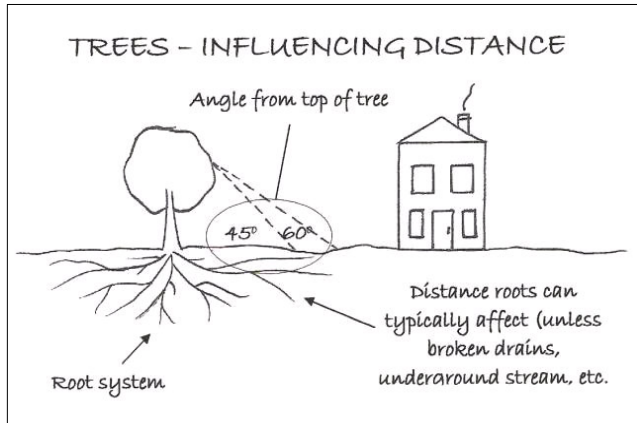 TREES – INFLUENCING DISTANCE
Angle from top of tree
45° 60°
Distance roots can
typically affect (unless
broken drains,
underground stream, etc.
Root system